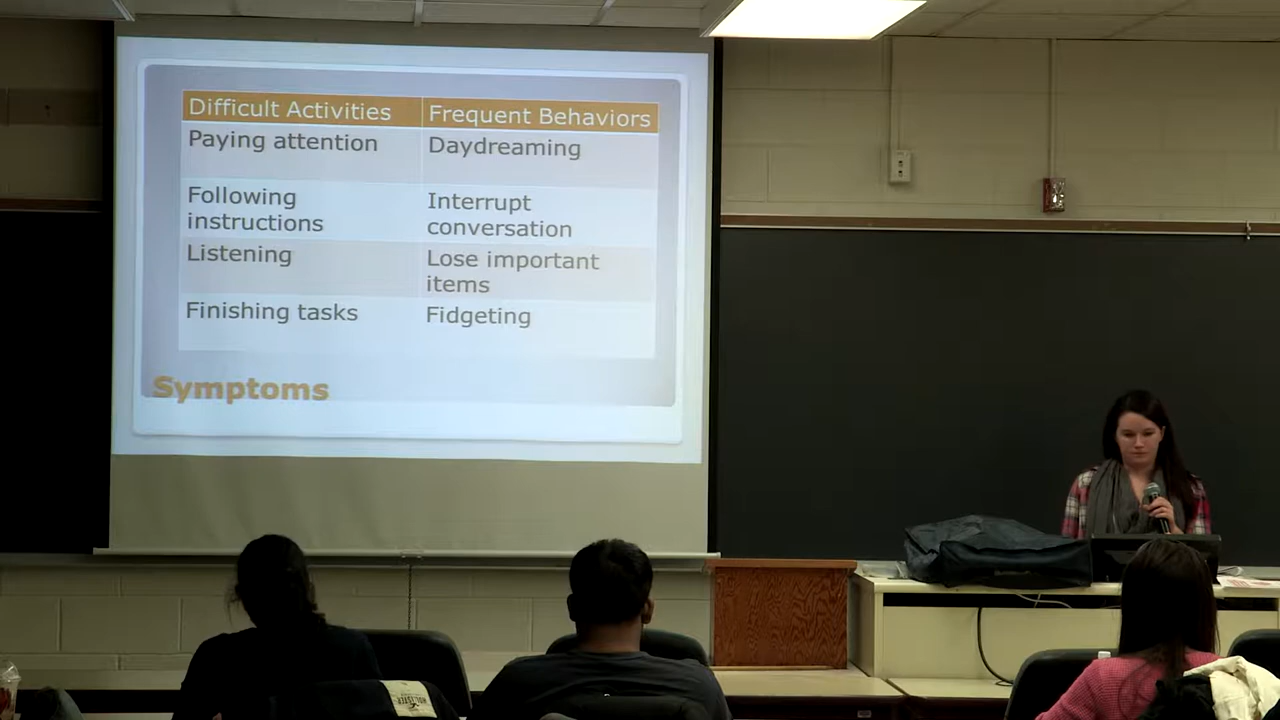 Difficult Activities Frequent Behaviors
Paying attention Daydreaming
Following Interrupt
instructions conversation
Listening Lose important
items
Finishing tasks Fidgeting
Symptoms